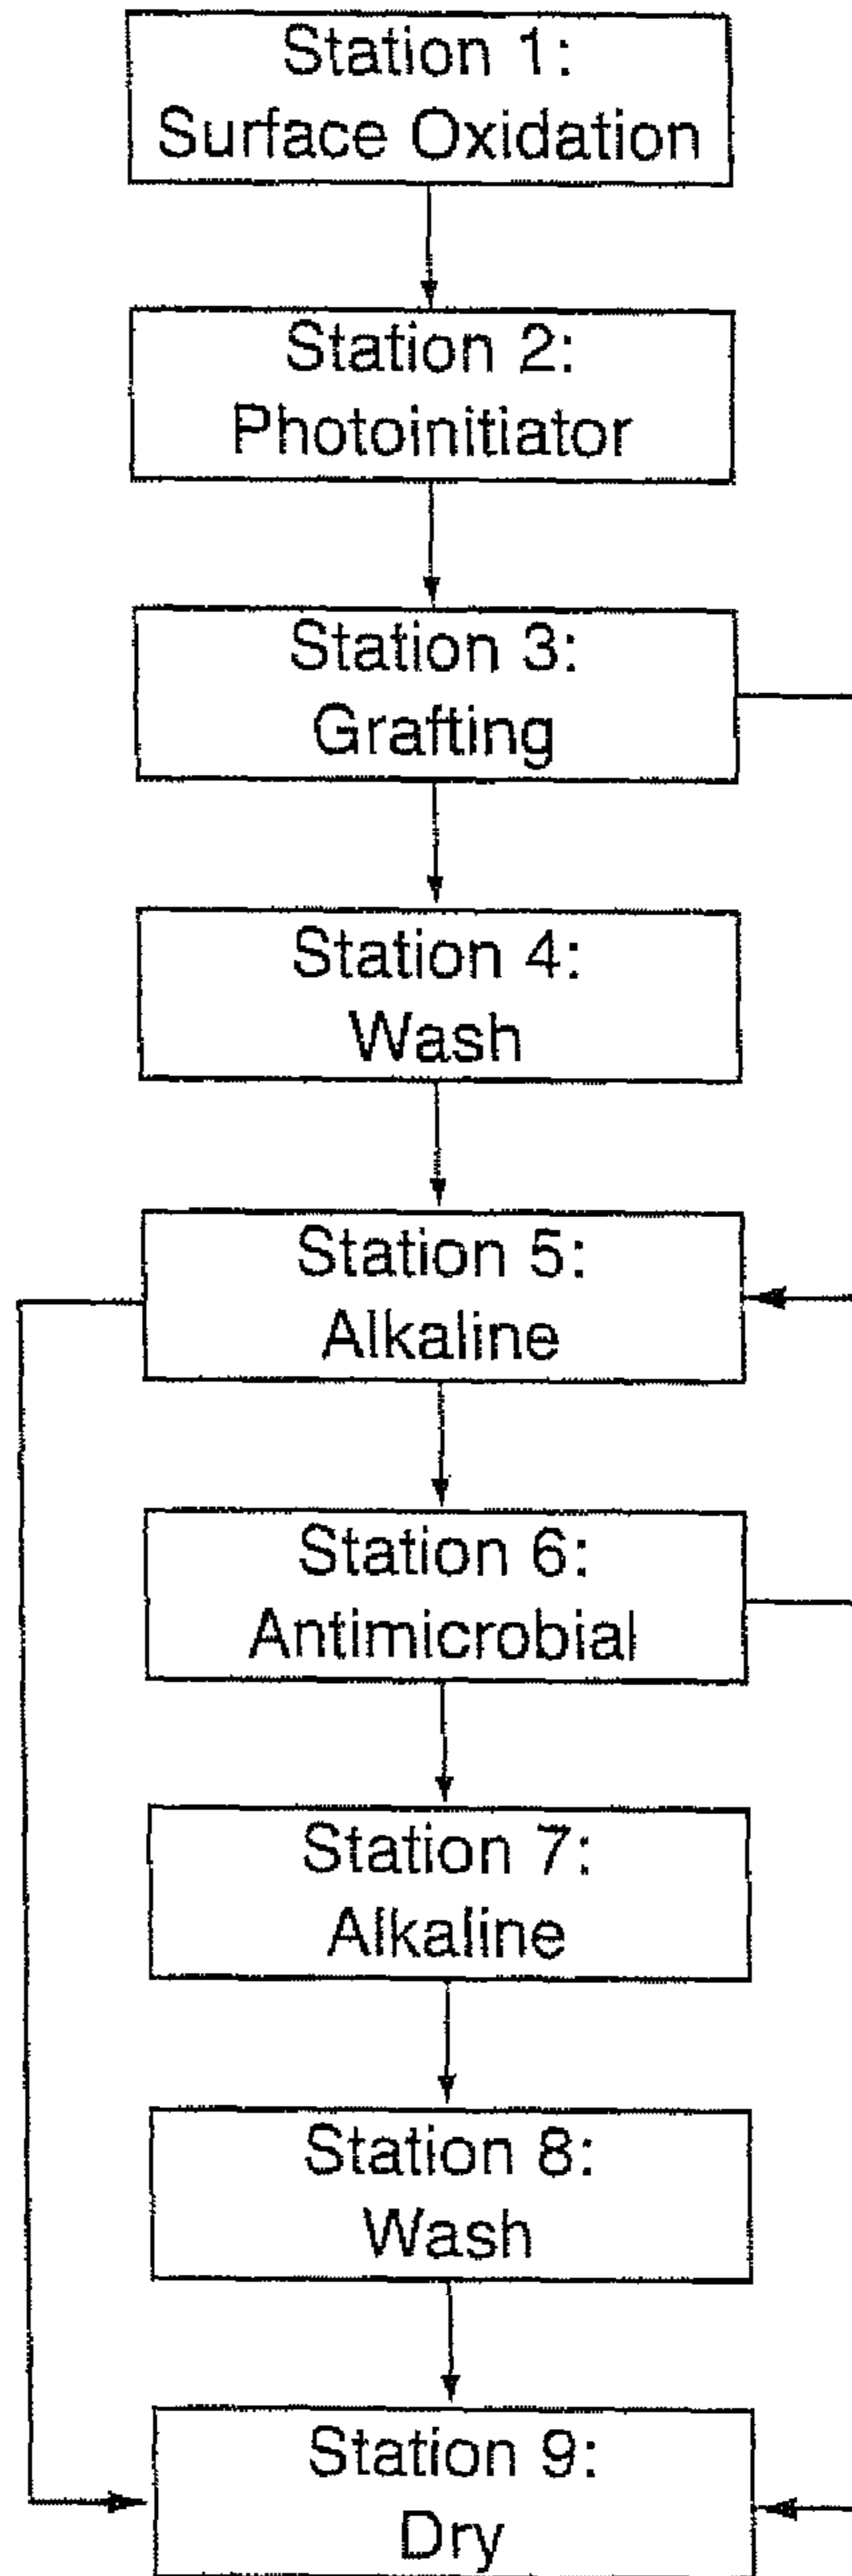 Station 1:
Surface Oxidation
Station 2:
Photoinitiator
Station 3:
Grafting
Station 4:
Wash
Station 5:
Alkaline
Station 6:
Antimicrobial
Station 7:
Alkaline
Station 8:
Wash
Station 9:
Dry